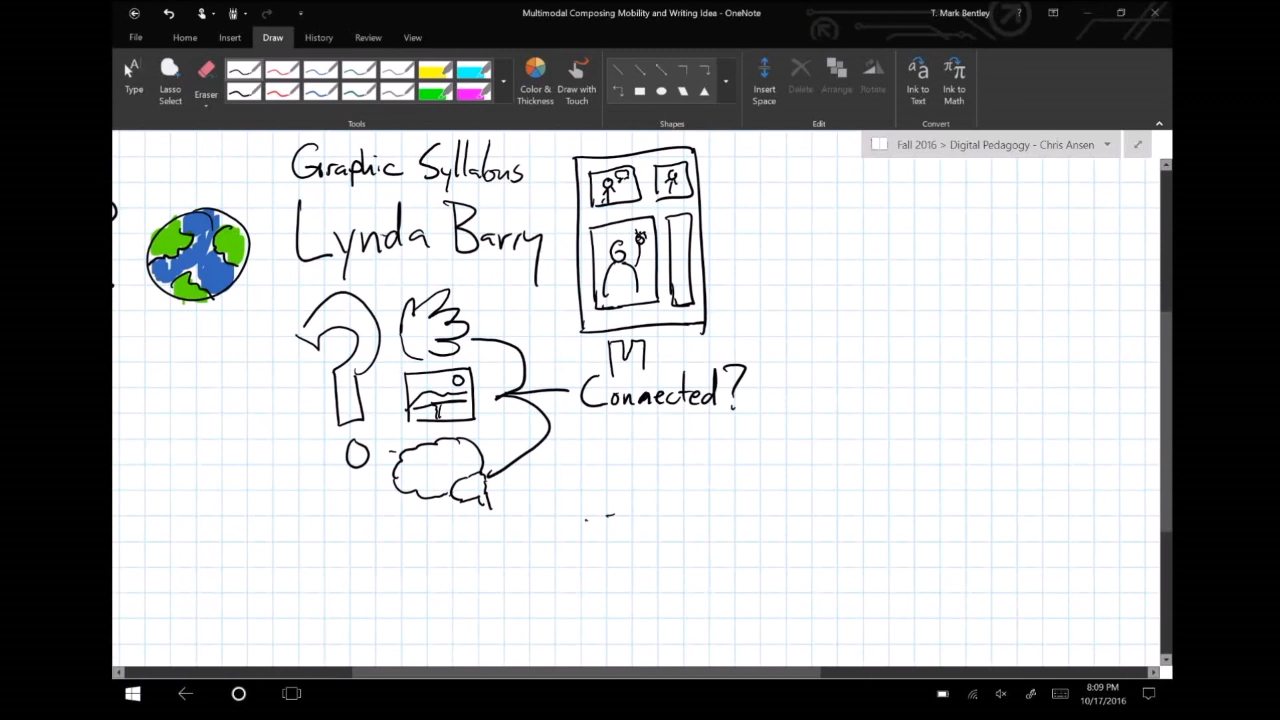 Multimodal Composing Mobility and Writing Idea - OneNote
T. Mark Bentley
?
File
Home
Insert
Draw
History
Review
View
Type
Lasso
Select
Eraser
Color &
Thickness
Draw with
Touch
Insert
Space
Delete
Arrange
Rotate
Ink to
Text
Ink to
Math
Tools
Shapes
Edit
Convert
Fall 2016 > Digital Pedagogy - Chris Ansen
Graphic Syllabus
Lynda Barry
?
Connected?
8:09 PM
10/17/2016